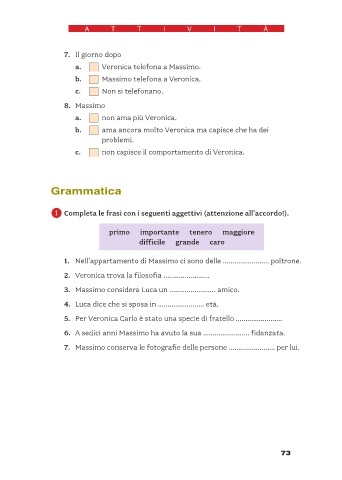 A T T I V I T À
7. Il giorno dopo
a. Veronica telefona a Massimo.
b. Massimo telefona a Veronica.
c. Non si telefonano.
8. Massimo
a. non ama più Veronica.
b. ama ancora molto Veronica ma capisce che ha dei
problemi.
c. non capisce il comportamento di Veronica.
Grammatica
1 Completa le frasi con i seguenti aggettivi (attenzione all'accordo!).
primo importante tenero maggiore
difficile grande caro
1. Nell'appartamento di Massimo ci sono delle ........................ poltrone.
2. Veronica trova la filosofia ........................
3. Massimo considera Luca un ........................ amico.
4. Luca dice che si sposa in ........................ età.
5. Per Veronica Carlo è stato una specie di fratello ........................
6. A sedici anni Massimo ha avuto la sua ........................ fidanzata.
7. Massimo conserva le fotografie delle persone ........................ per lui.
73